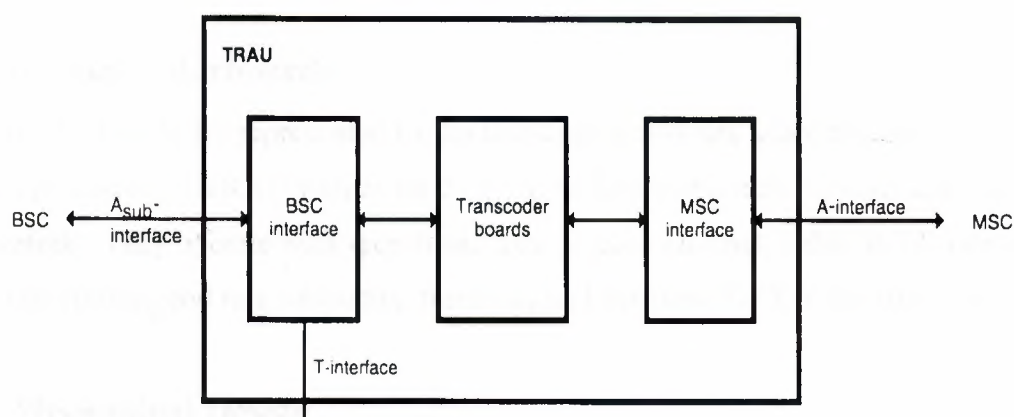 TRAU
BSC
A_sub-
interface
BSC
interface
Transcoder
boards
MSC
interface
A-interface
MSC
T-interface